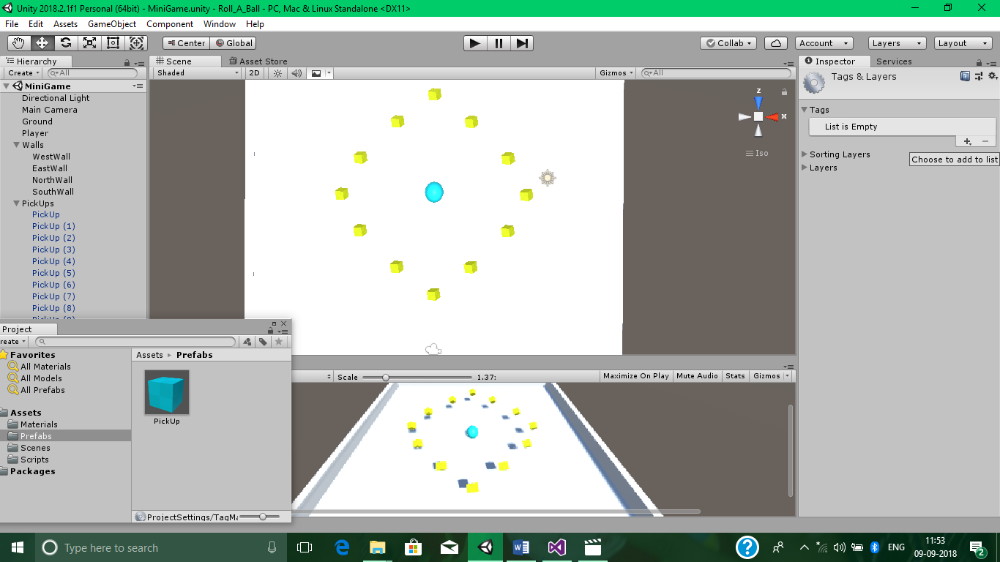 Unity 2018.2.1f1 Personal (64bit) - MiniGame.unity - Roll_A_Ball - PC, Mac & Linux Standalone <DX11>
File Edit Assets GameObject Component Window Help
Center Global Collab Account Layers Layout
Hierarchy Scene Asset Store Inspector Services
Create All Shaded 2D Gizmos All Tags & Layers
MiniGame
Directional Light
Main Camera
Ground
Player
Walls
WestWall
EastWall
NorthWall
SouthWall
PickUps
PickUp
PickUp (1)
PickUp (2)
PickUp (3)
PickUp (4)
PickUp (5)
PickUp (6)
PickUp (7)
PickUp (8)
z
x
Iso
Tags
List is Empty
Sorting Layers
Choose to add to list
Layers
Project
reate
Favorites
All Materials
All Models
All Prefabs
Assets
Materials
Prefabs
Scenes
Scripts
Packages
Assets Prefabs
PickUp
ProjectSettings/TagMa
Scale 1.37: Maximize On Play Mute Audio Stats Gizmos
Type here to search
ENG
11:53
09-09-2018
2